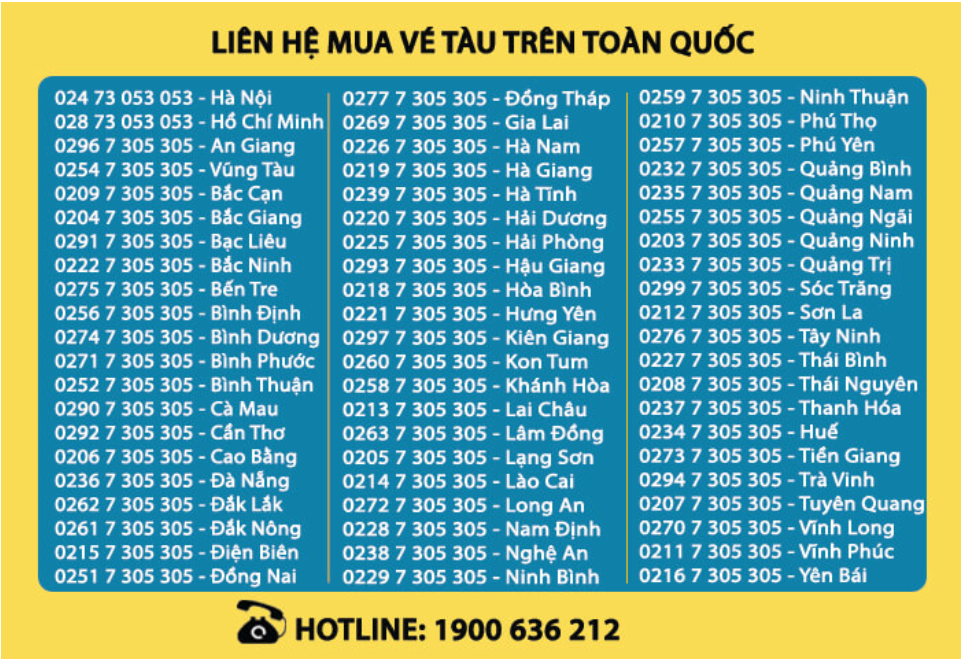 LIÊN HỆ MUA VÉ TÀU TRÊN TOÀN QUỐC
024 73 053 053 - Hà Nội
028 73 053 053 - Hồ Chí Minh
0296 7 305 305 - An Giang
0254 7 305 305 - Vũng Tàu
0209 7 305 305 - Bắc Cạn
0204 7 305 305 - Bắc Giang
0291 7 305 305 - Bạc Liêu
0222 7 305 305 - Bắc Ninh
0275 7 305 305 - Bến Tre
0256 7 305 305 - Bình Định
0274 7 305 305 - Bình Dương
0271 7 305 305 - Bình Phước
0252 7 305 305 - Bình Thuận
0290 7 305 305 - Cà Mau
0292 7 305 305 - Cần Thơ
0206 7 305 305 - Cao Bằng
0236 7 305 305 - Đà Nẵng
0262 7 305 305 - Đắk Lắk
0261 7 305 305 - Đắk Nông
0215 7 305 305 - Điện Biên
0251 7 305 305 - Đồng Nai
0277 7 305 305 - Đồng Tháp
0269 7 305 305 - Gia Lai
0226 7 305 305 - Hà Nam
0219 7 305 305 - Hà Giang
0239 7 305 305 - Hà Tĩnh
0220 7 305 305 - Hải Dương
0225 7 305 305 - Hải Phòng
0293 7 305 305 - Hậu Giang
0218 7 305 305 - Hòa Bình
0221 7 305 305 - Hưng Yên
0297 7 305 305 - Kiên Giang
0260 7 305 305 - Kon Tum
0258 7 305 305 - Khánh Hòa
0213 7 305 305 - Lai Châu
0263 7 305 305 - Lâm Đồng
0205 7 305 305 - Lạng Sơn
0214 7 305 305 - Lào Cai
0272 7 305 305 - Long An
0228 7 305 305 - Nam Định
0238 7 305 305 - Nghệ An
0229 7 305 305 - Ninh Bình
0259 7 305 305 - Ninh Thuận
0210 7 305 305 - Phú Thọ
0257 7 305 305 - Phú Yên
0232 7 305 305 - Quảng Bình
0235 7 305 305 - Quảng Nam
0255 7 305 305 - Quảng Ngãi
0203 7 305 305 - Quảng Ninh
0233 7 305 305 - Quảng Trị
0299 7 305 305 - Sóc Trăng
0212 7 305 305 - Sơn La
0276 7 305 305 - Tây Ninh
0227 7 305 305 - Thái Bình
0208 7 305 305 - Thái Nguyên
0237 7 305 305 - Thanh Hóa
0234 7 305 305 - Huế
0273 7 305 305 - Tiền Giang
0294 7 305 305 - Trà Vinh
0207 7 305 305 - Tuyên Quang
0270 7 305 305 - Vĩnh Long
0211 7 305 305 - Vĩnh Phúc
0216 7 305 305 - Yên Bái
HOTLINE: 1900 636 212